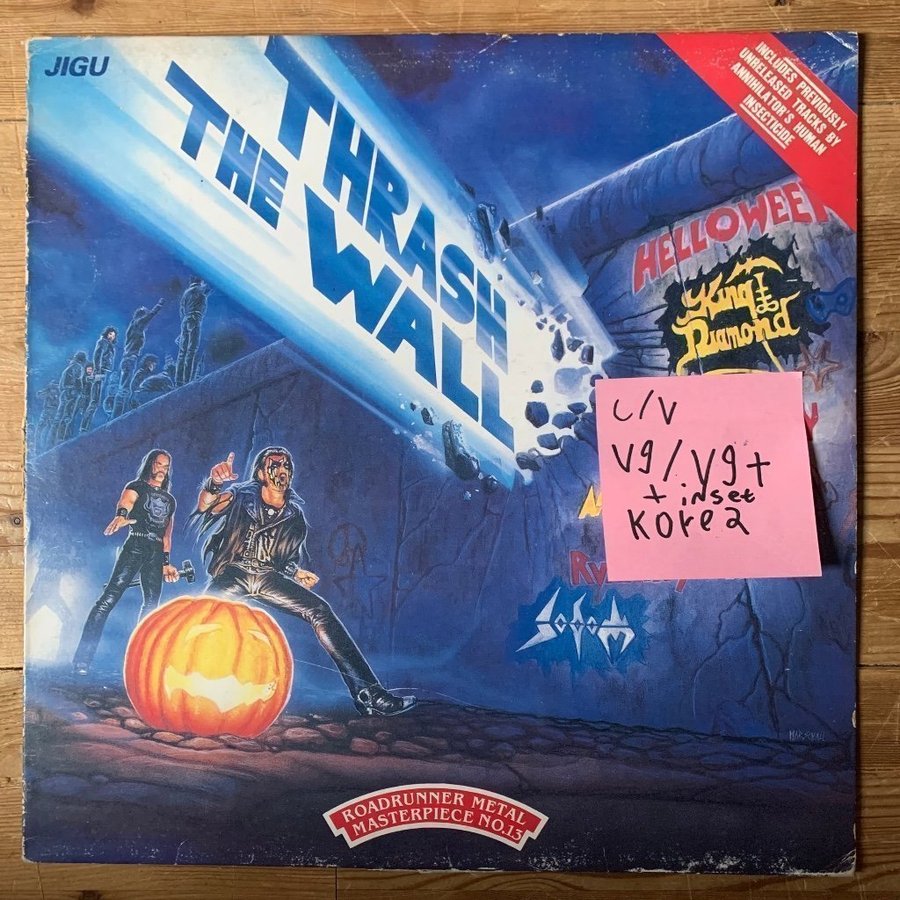 JIGU
THRASH
THE WALL
INCLUDES PREVIOUSLY
UNRELEASED TRACKS BY
ANNIHILATOR'S HUMAN
INSECTICIDE
HELLOWEEN
King
Diamond
c/v
vg/vg+
+ inset
Korea
Sodom
MARSHALL
ROADRUNNER METAL
MASTERPIECE NO.13